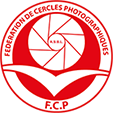 FEDERATION DE CERCLES PHOTOGRAPHIQUES
A.S.B.L
F.C.P